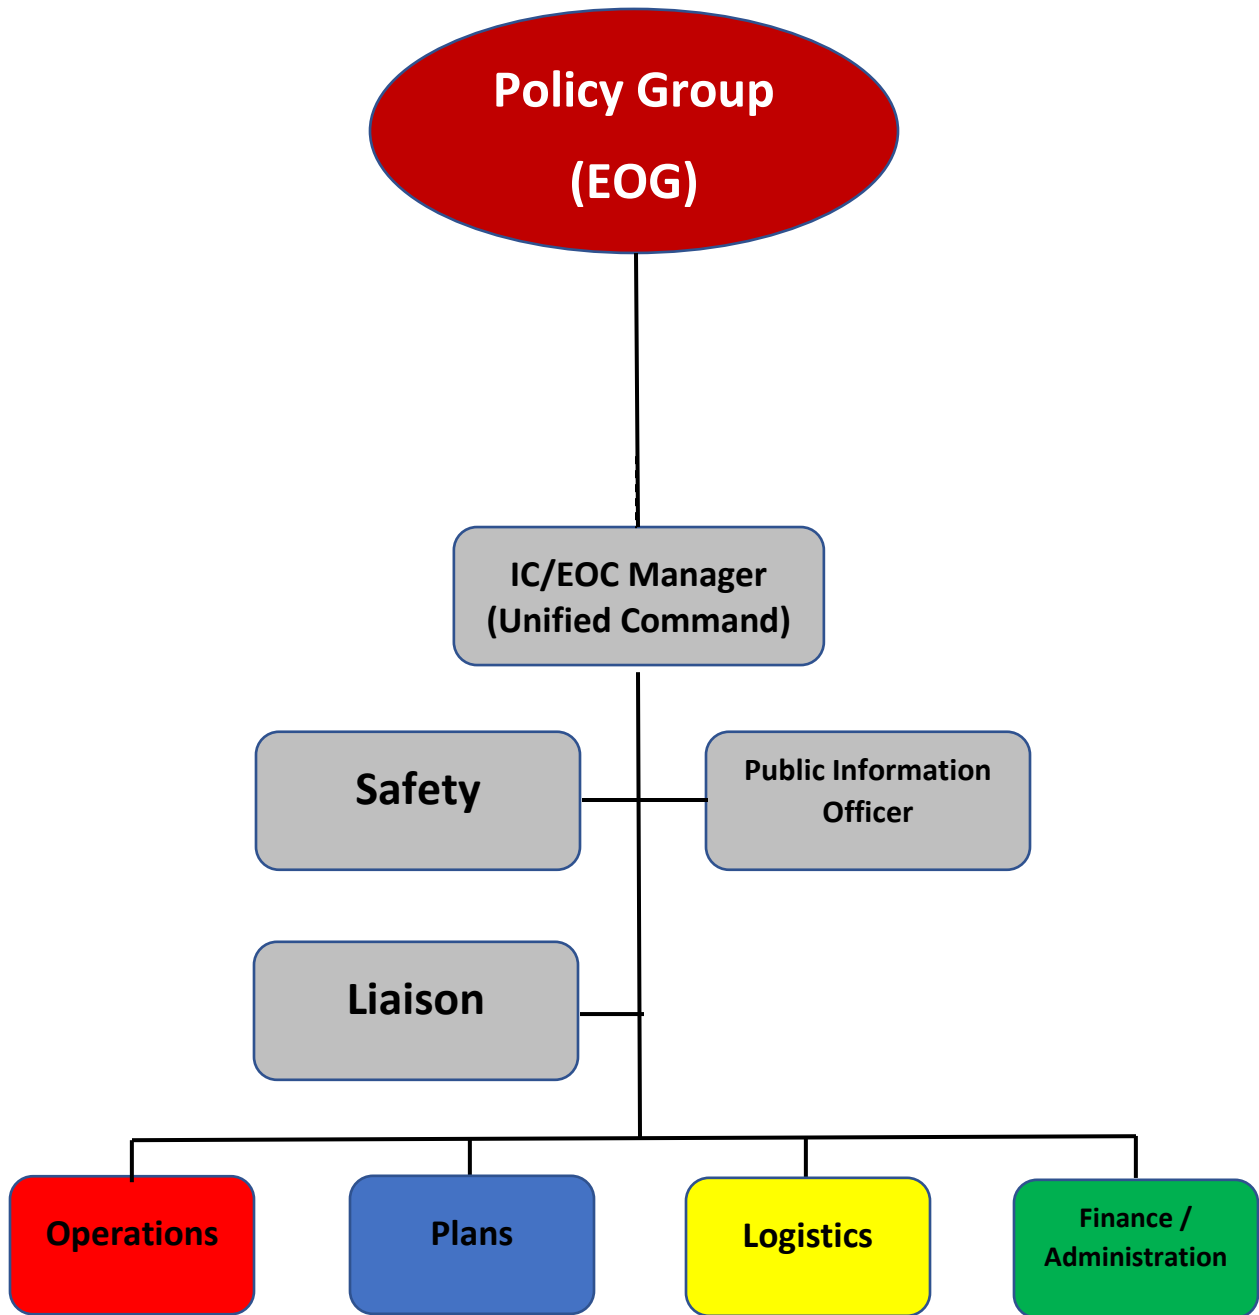 Policy Group
(EOG)
IC/EOC Manager
(Unified Command)
Safety
Public Information
Officer
Liaison
Operations
Plans
Logistics
Finance /
Administration